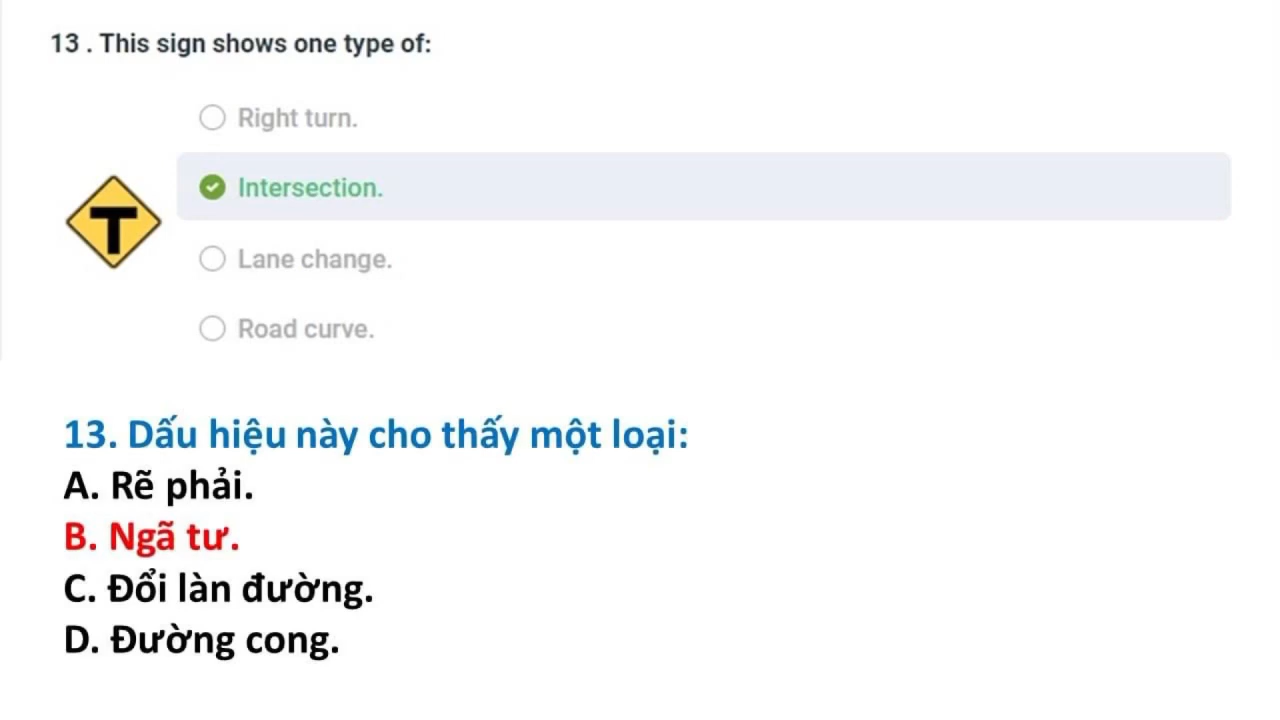 13 . This sign shows one type of:
Right turn.
Intersection.
T
Lane change.
Road curve.
13. Dấu hiệu này cho thấy một loại:
A. Rẽ phải.
B. Ngã tư.
C. Đổi làn đường.
D. Đường cong.